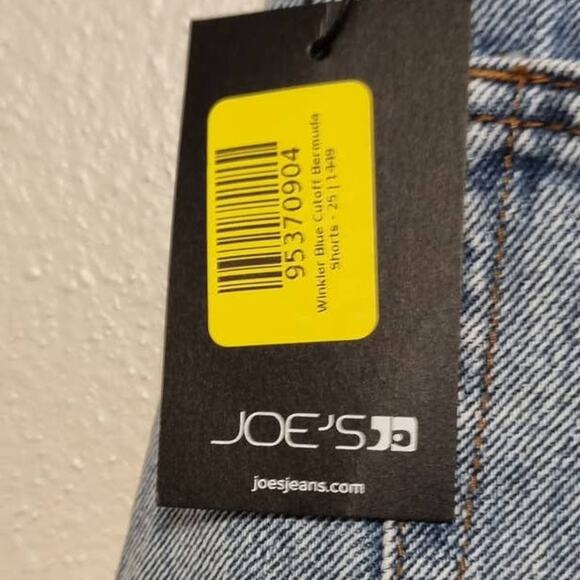 95370904
Winkler Blue Cutoff Bermuda
Shorts - 25 | 1449
JOE'S
joesjeans.com